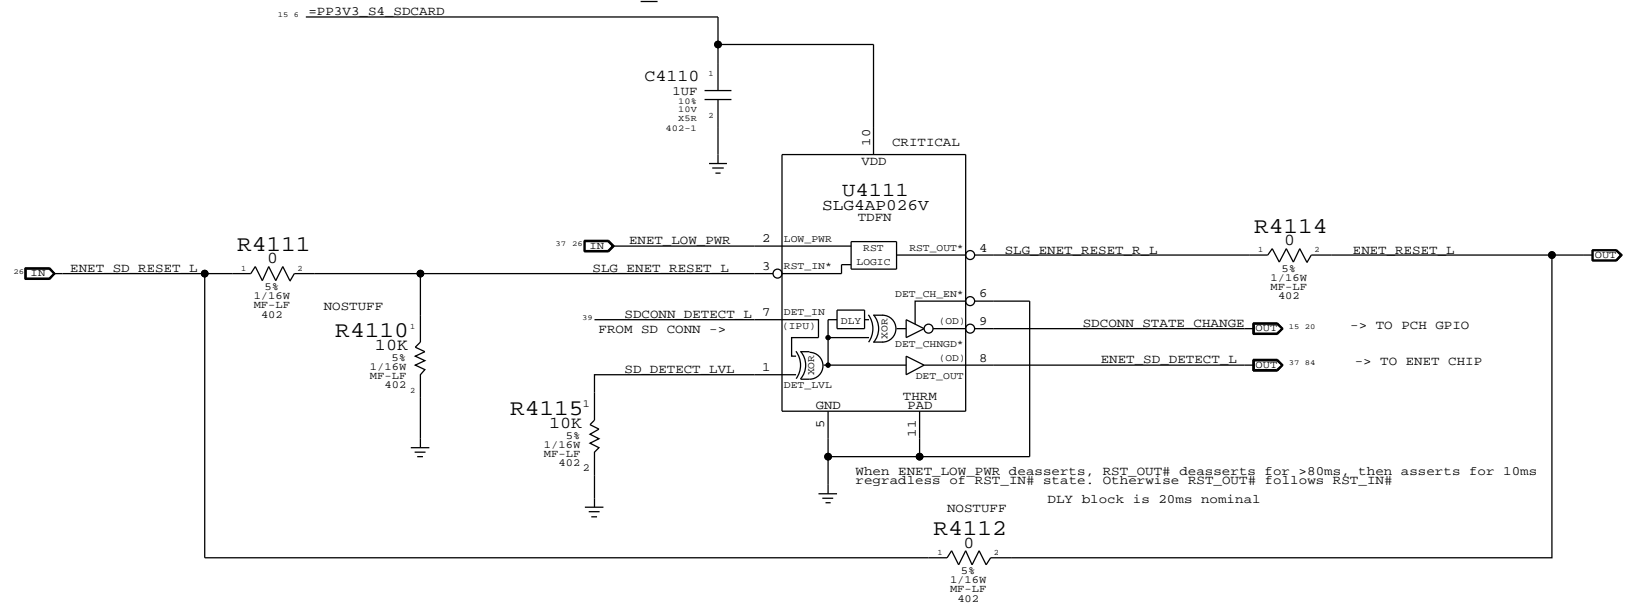 15 6 =PP3V3_S4_SDCARD
C4110 1
1UF
10%
10V
X5R 2
402-1
10
CRITICAL
VDD
U4111
SLG4AP026V
TDFN
37 26 IN ENET_LOW_PWR 2 LOW_PWR
RST
LOGIC
RST_OUT* 4 SLG_ENET_RESET_R_L
R4114
0
1 2
5%
1/16W
MF-LF
402
ENET_RESET_L
OUT
26 IN ENET_SD_RESET_L
R4111
0
1 2
5%
1/16W
MF-LF
402
SLG_ENET_RESET_L 3 RST_IN*
NOSTUFF
R4110 1
10K
5%
1/16W
MF-LF
402 2
DET_CH_EN* 6
39 SDCONN_DETECT_L 7 DET_IN
FROM SD CONN -> (IPU)
DLY
XOR
(OD) 9 SDCONN_STATE_CHANGE OUT 15 20 -> TO PCH GPIO
DET_CHNGD*
XOR
(OD) 8 ENET_SD_DETECT_L OUT 37 84 -> TO ENET CHIP
DET_OUT
SD_DETECT_LVL 1
DET_LVL
R4115 1
10K
5%
1/16W
MF-LF
402 2
GND
THRM
PAD
5
11
When ENET_LOW_PWR deasserts, RST_OUT# deasserts for >80ms, then asserts for 10ms
regradless of RST_IN# state. Otherwise RST_OUT# follows RST_IN#
DLY block is 20ms nominal
NOSTUFF
R4112
0
1 2
5%
1/16W
MF-LF
402